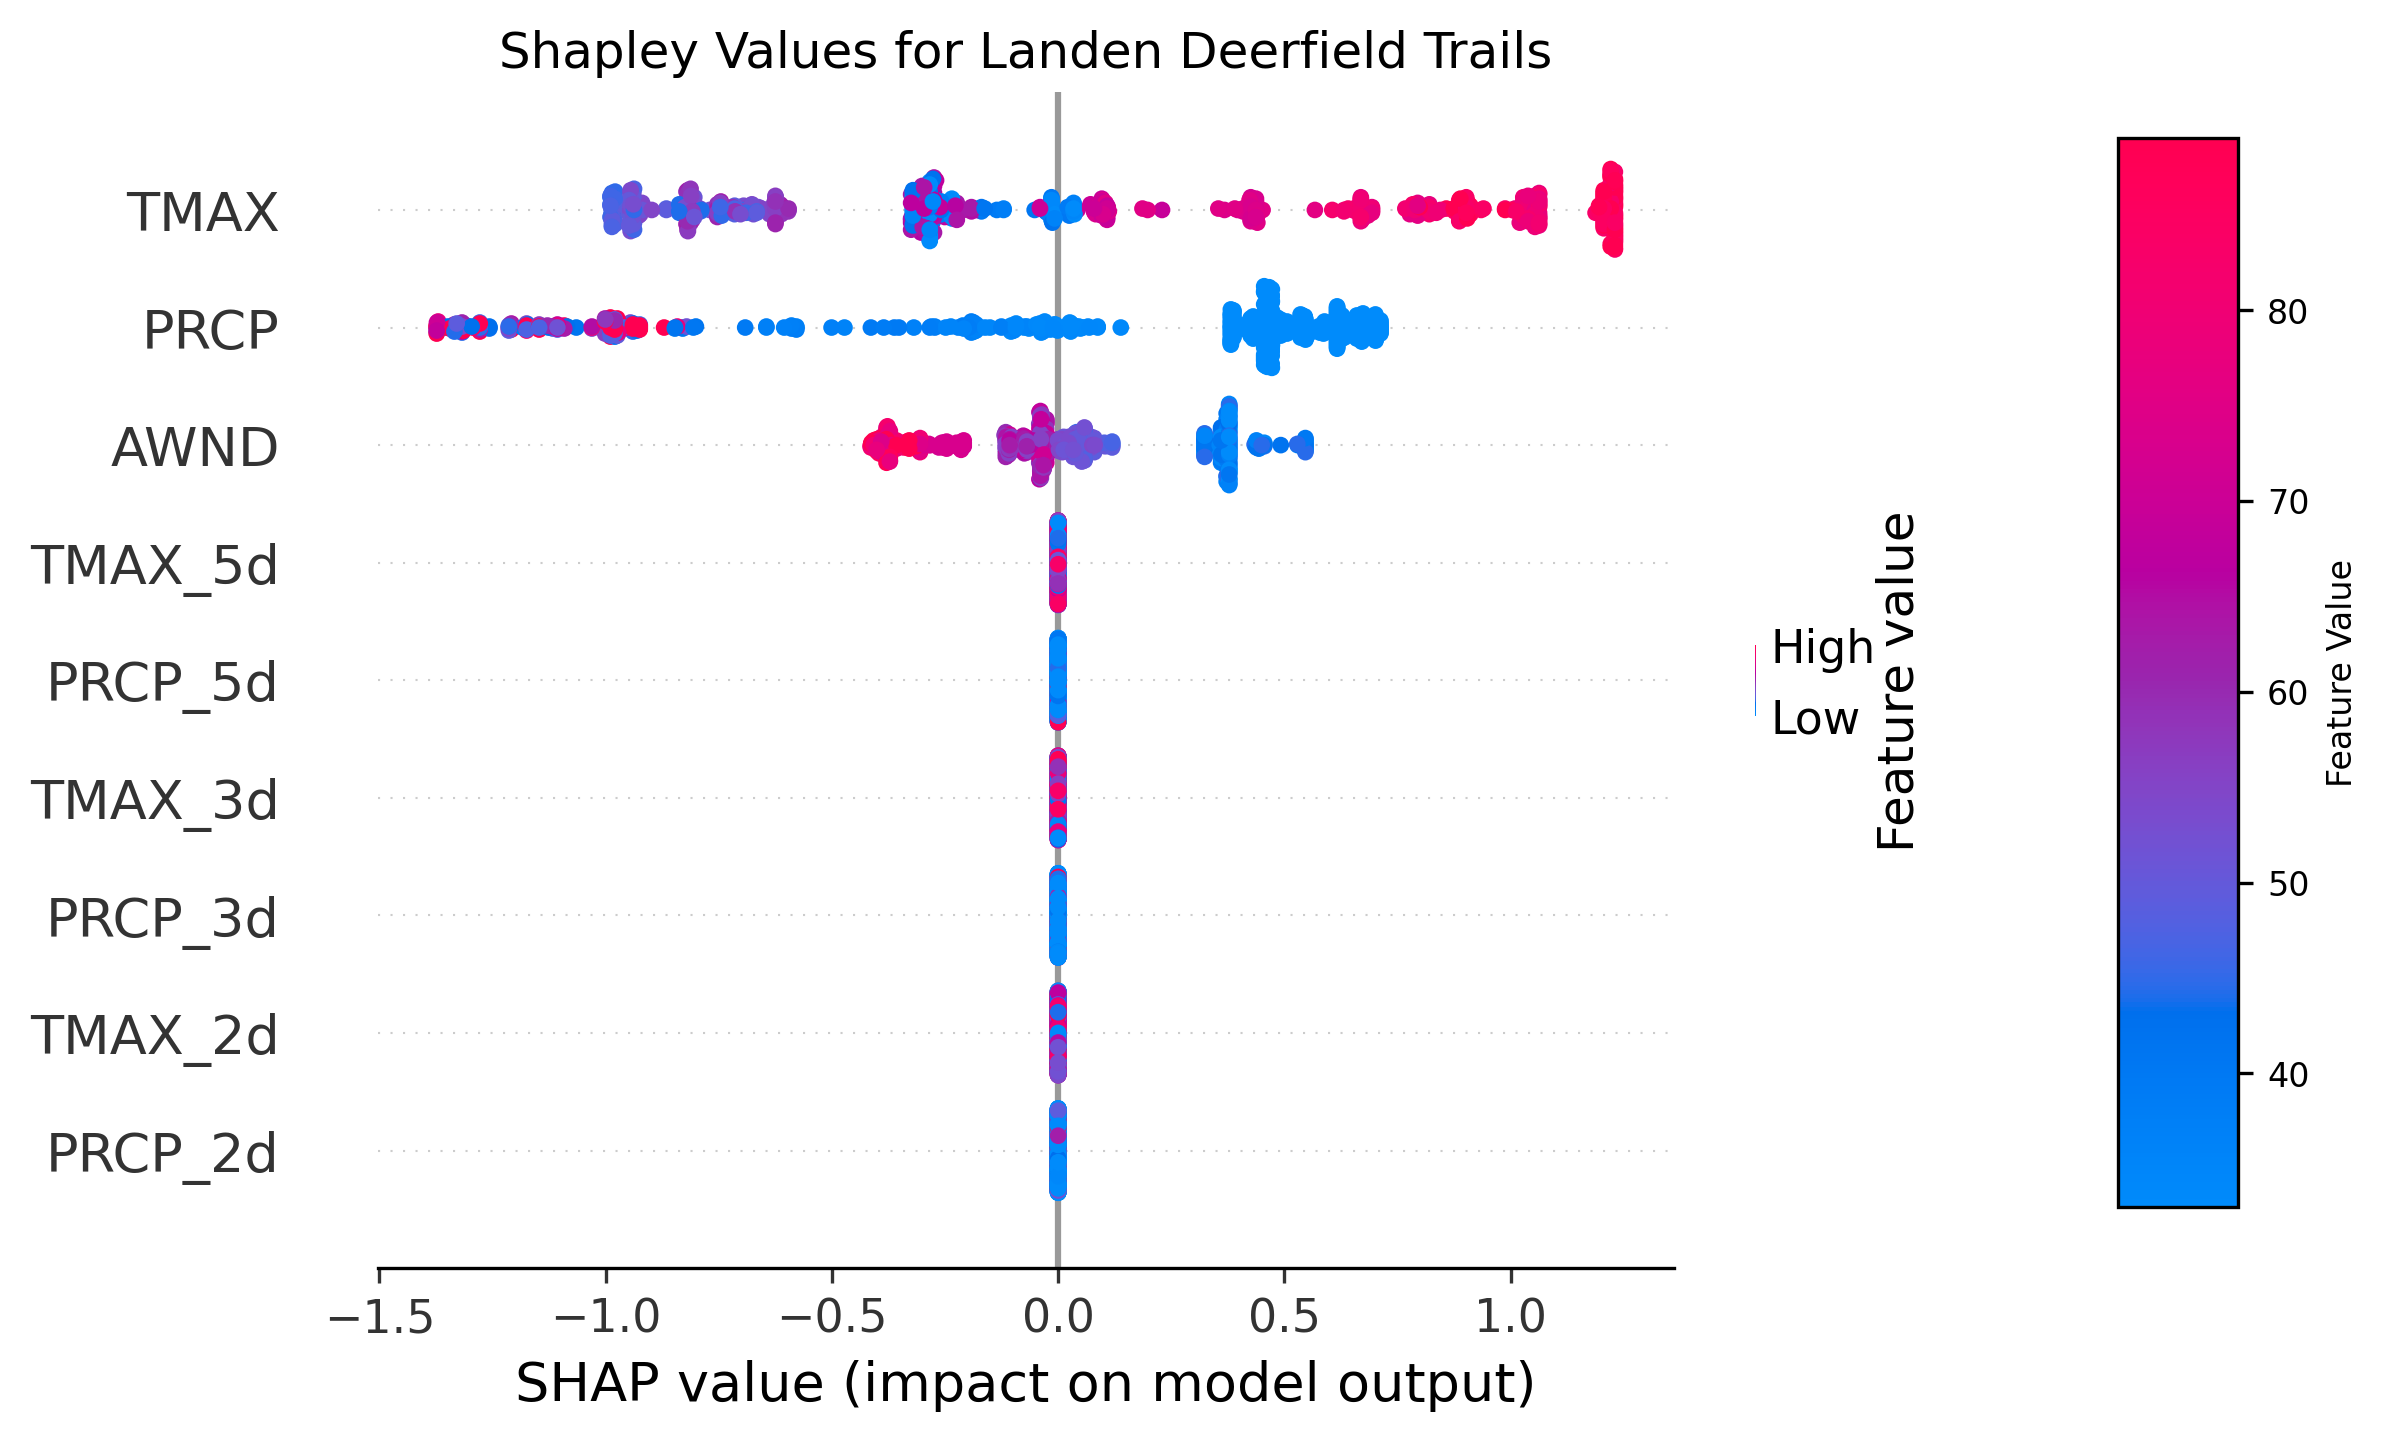 Shapley Values for Landen Deerfield Trails
TMAX
PRCP
AWND
TMAX_5d
PRCP_5d
TMAX_3d
PRCP_3d
TMAX_2d
PRCP_2d
−1.5 −1.0 −0.5 0.0 0.5 1.0
SHAP value (impact on model output)
High
Low
Feature value
80
70
60
50
40
Feature Value